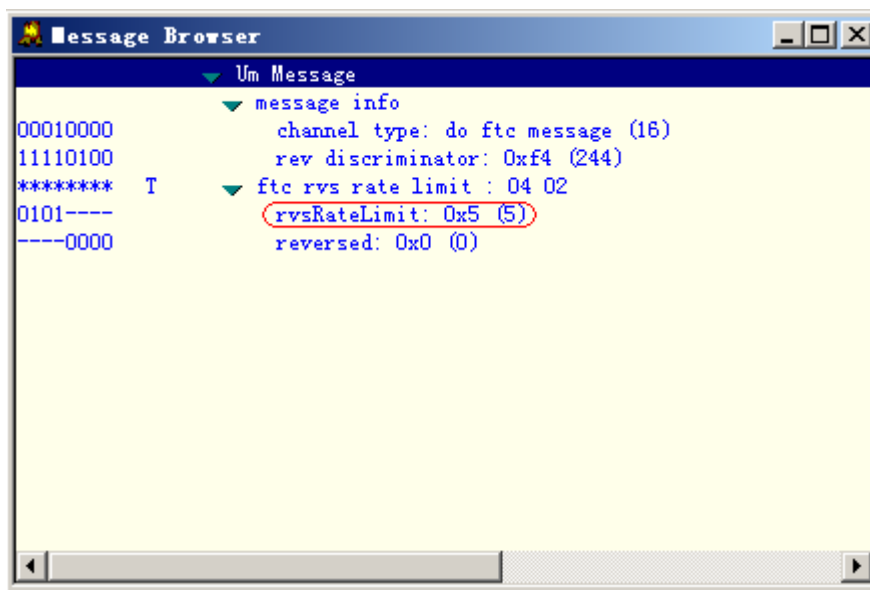 Message Browser
Um Message
message info
00010000 channel type: do ftc message (16)
11110100 rev discriminator: 0xf4 (244)
******** T ftc rvs rate limit : 04 02
0101---- rvsRateLimit: 0x5 (5)
----0000 reversed: 0x0 (0)